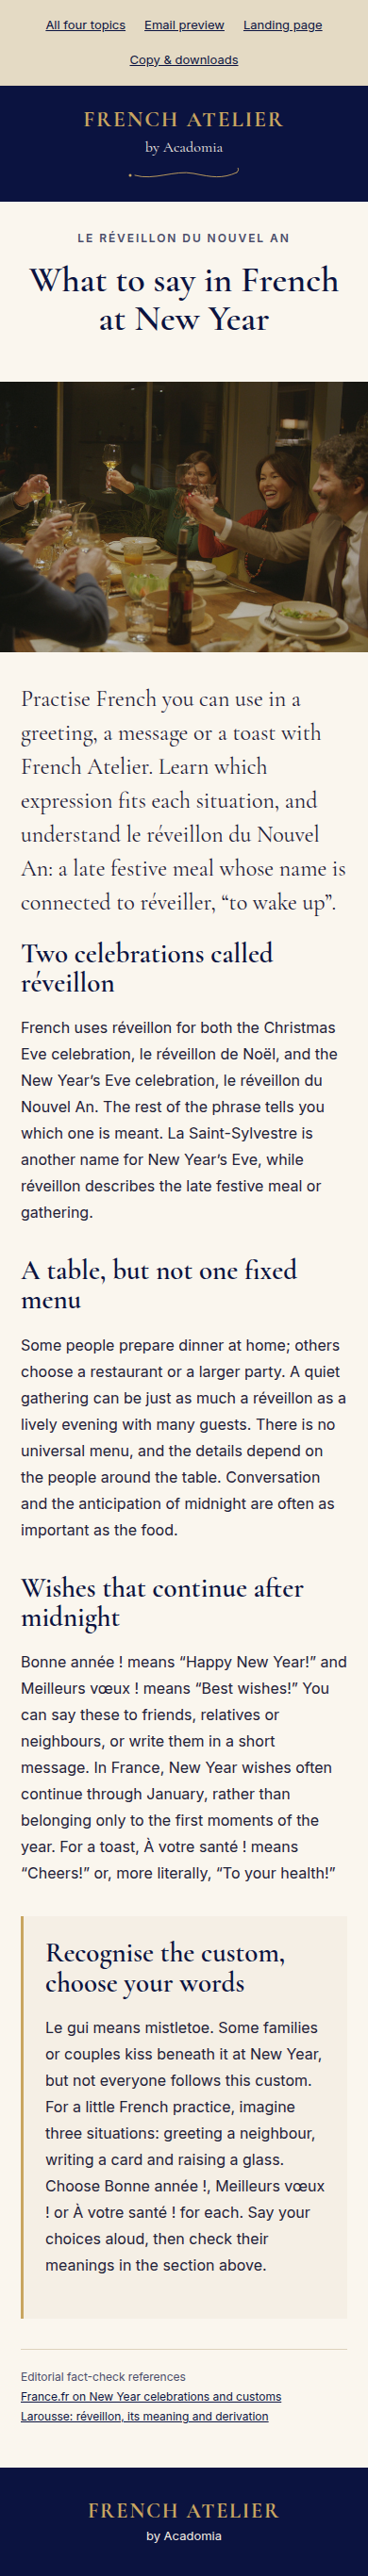 All four topics Email preview Landing page
Copy & downloads
FRENCH ATELIER
by Acadomia
LE RÉVEILLON DU NOUVEL AN
What to say in French
at New Year
Practise French you can use in a
greeting, a message or a toast with
French Atelier. Learn which
expression fits each situation, and
understand le réveillon du Nouvel
An: a late festive meal whose name is
connected to réveiller, “to wake up”.
Two celebrations called
réveillon
French uses réveillon for both the Christmas
Eve celebration, le réveillon de Noël, and the
New Year’s Eve celebration, le réveillon du
Nouvel An. The rest of the phrase tells you
which one is meant. La Saint-Sylvestre is
another name for New Year’s Eve, while
réveillon describes the late festive meal or
gathering.
A table, but not one fixed
menu
Some people prepare dinner at home; others
choose a restaurant or a larger party. A quiet
gathering can be just as much a réveillon as a
lively evening with many guests. There is no
universal menu, and the details depend on
the people around the table. Conversation
and the anticipation of midnight are often as
important as the food.
Wishes that continue after
midnight
Bonne année ! means “Happy New Year!” and
Meilleurs vœux ! means “Best wishes!” You
can say these to friends, relatives or
neighbours, or write them in a short
message. In France, New Year wishes often
continue through January, rather than
belonging only to the first moments of the
year. For a toast, À votre santé ! means
“Cheers!” or, more literally, “To your health!”
Recognise the custom,
choose your words
Le gui means mistletoe. Some families
or couples kiss beneath it at New Year,
but not everyone follows this custom.
For a little French practice, imagine
three situations: greeting a neighbour,
writing a card and raising a glass.
Choose Bonne année !, Meilleurs vœux
! or À votre santé ! for each. Say your
choices aloud, then check their
meanings in the section above.
Editorial fact-check references
France.fr on New Year celebrations and customs
Larousse: réveillon, its meaning and derivation
FRENCH ATELIER
by Acadomia